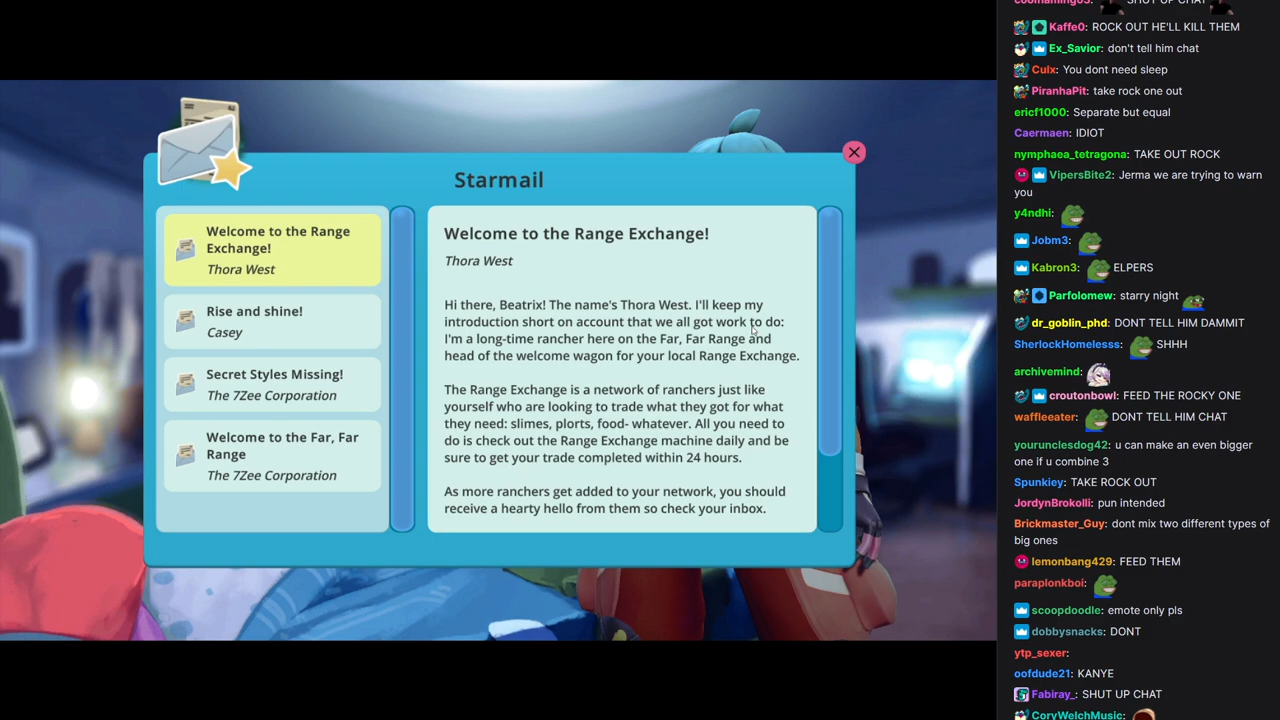 Starmail
Welcome to the Range
Exchange!
Thora West
Rise and shine!
Casey
Secret Styles Missing!
The 7Zee Corporation
Welcome to the Far, Far
Range
The 7Zee Corporation
Welcome to the Range Exchange!
Thora West
Hi there, Beatrix! The name's Thora West. I'll keep my
introduction short on account that we all got work to do:
I'm a long-time rancher here on the Far, Far Range and
head of the welcome wagon for your local Range Exchange.
The Range Exchange is a network of ranchers just like
yourself who are looking to trade what they got for what
they need: slimes, plorts, food- whatever. All you need to
do is check out the Range Exchange machine daily and be
sure to get your trade completed within 24 hours.
As more ranchers get added to your network, you should
receive a hearty hello from them so check your inbox.
SHUT UP CHAT
Kaffe0: ROCK OUT HE'LL KILL THEM
Ex_Savior: don't tell him chat
Culx: You dont need sleep
PiranhaPit: take rock one out
ericf1000: Separate but equal
Caermaen: IDIOT
nymphaea_tetragona: TAKE OUT ROCK
VipersBite2: Jerma we are trying to warn
you
y4ndhi:
Jobm3:
Kabron3: ELPERS
Parfolomew: starry night
dr_goblin_phd: DONT TELL HIM DAMMIT
SherlockHomelesss: SHHH
archivemind:
croutonbowl: FEED THE ROCKY ONE
waffleeater: DONT TELL HIM CHAT
yourunclesdog42: u can make an even bigger
one if u combine 3
Spunkiey: TAKE ROCK OUT
JordynBrokolli: pun intended
Brickmaster_Guy: dont mix two different types of
big ones
lemonbang429: FEED THEM
paraplonkboi:
scoopdoodle: emote only pls
dobbysnacks: DONT
ytp_sexer:
oofdude21: KANYE
Fabiray_: SHUT UP CHAT
CoryWelchMusic: